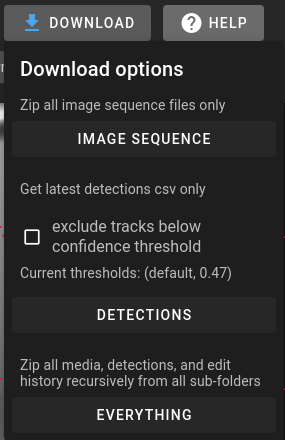 DOWNLOAD HELP
Download options
Zip all image sequence files only
IMAGE SEQUENCE
Get latest detections csv only
exclude tracks below
confidence threshold
Current thresholds: (default, 0.47)
DETECTIONS
Zip all media, detections, and edit
history recursively from all sub-folders
EVERYTHING